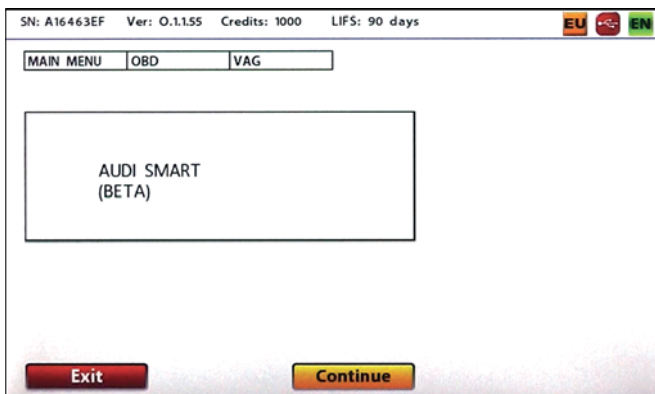 SN: A16463EF Ver: O.1.1.55 Credits: 1000 LIFS: 90 days EU EN
MAIN MENU OBD VAG
AUDI SMART
(BETA)
Exit Continue